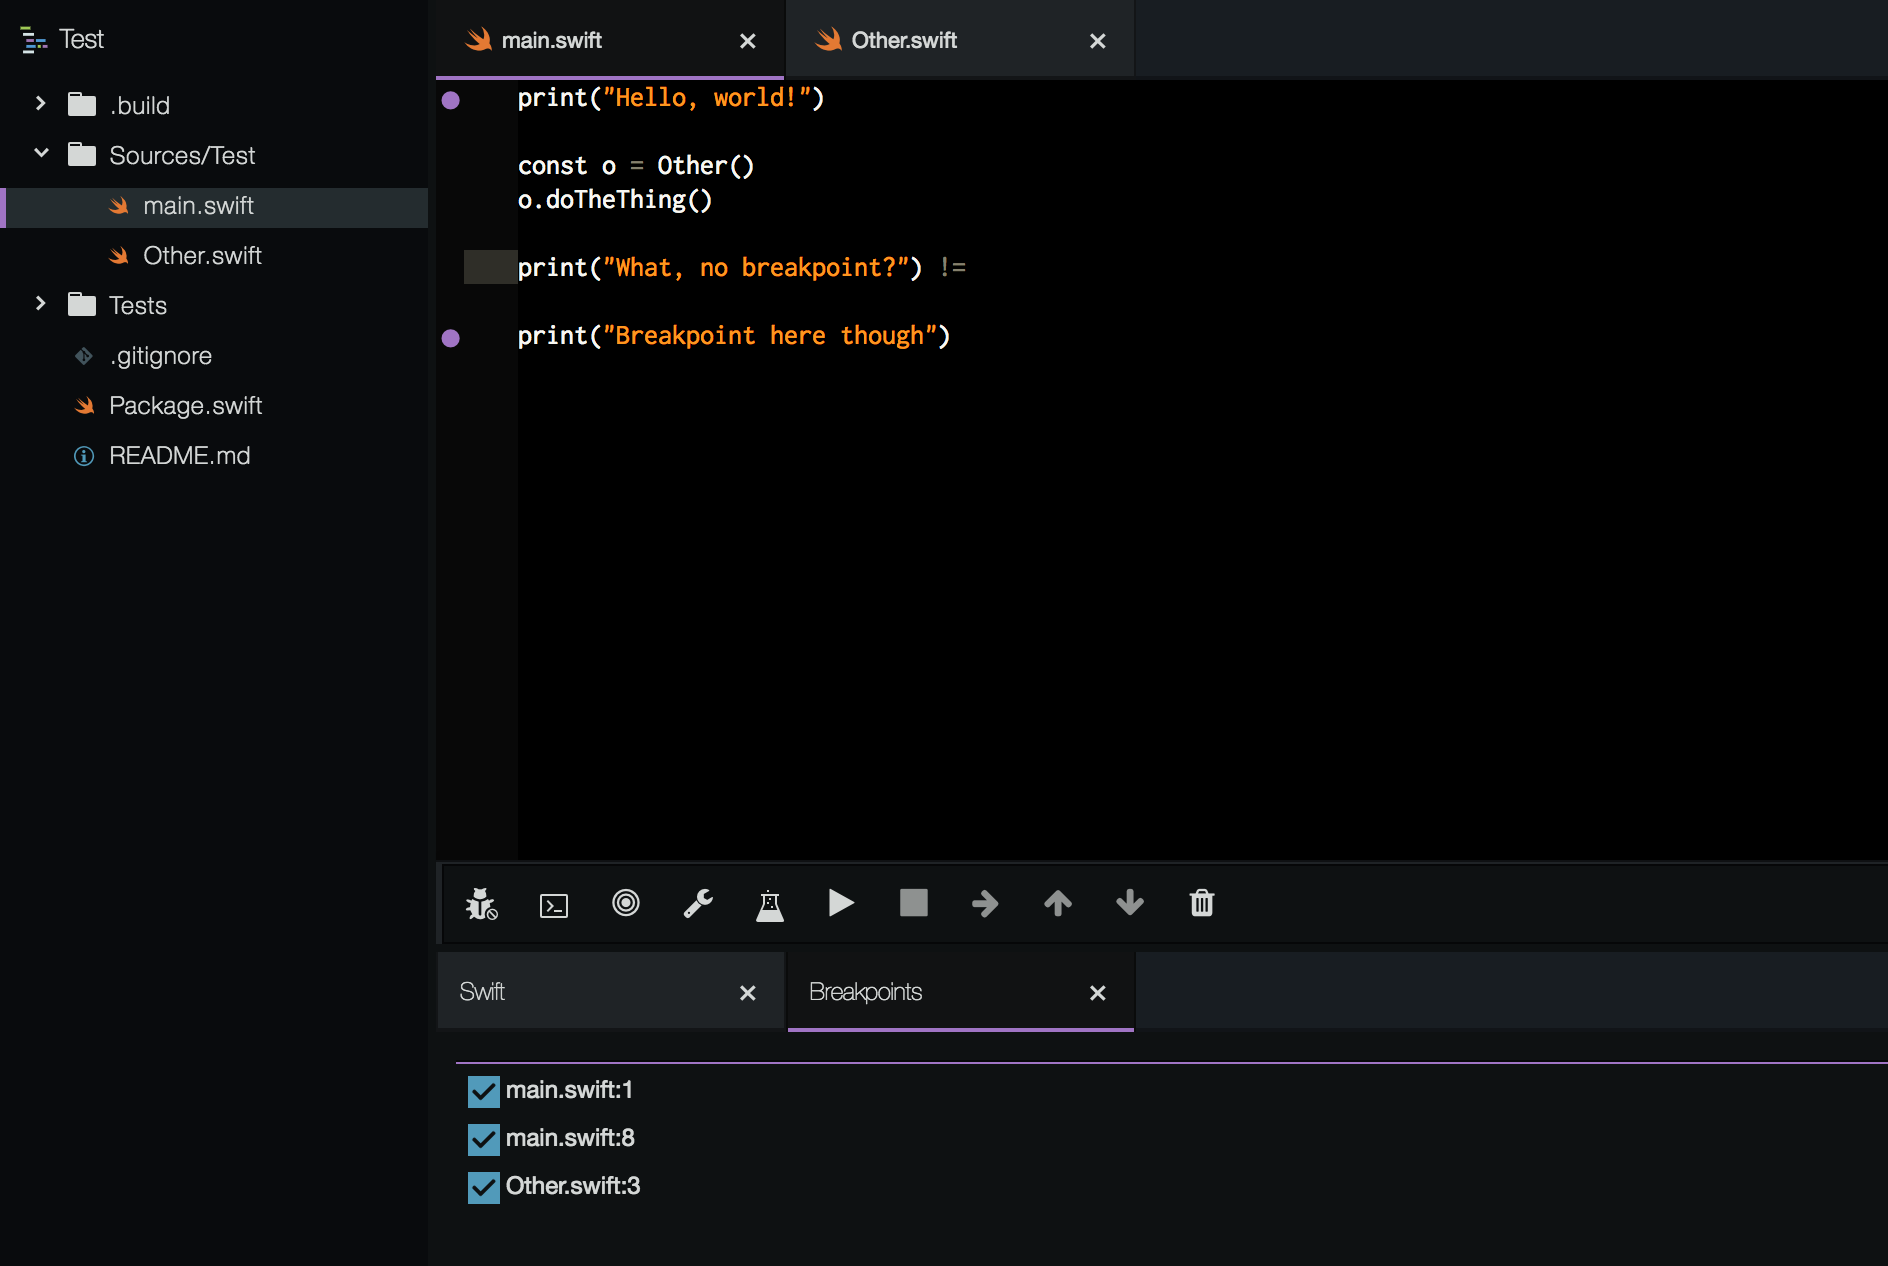 Test
.build
Sources/Test
main.swift
Other.swift
Tests
.gitignore
Package.swift
README.md
main.swift
Other.swift
print("Hello, world!")
const o = Other()
o.doTheThing()
print("What, no breakpoint?") !=
print("Breakpoint here though")
Swift
Breakpoints
main.swift:1
main.swift:8
Other.swift:3